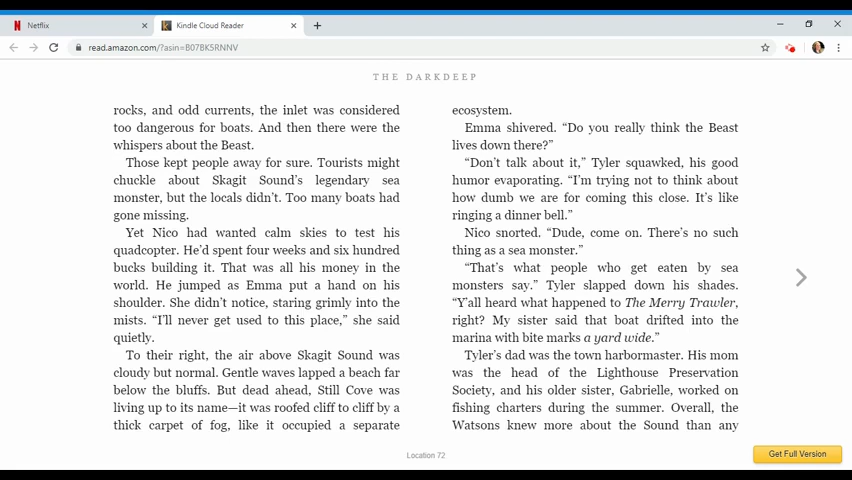 Netflix
Kindle Cloud Reader
read.amazon.com/?asin=B07BK5RNNV
THE DARKDEEP
rocks, and odd currents, the inlet was considered
too dangerous for boats. And then there were the
whispers about the Beast.
Those kept people away for sure. Tourists might
chuckle about Skagit Sound’s legendary sea
monster, but the locals didn’t. Too many boats had
gone missing.
Yet Nico had wanted calm skies to test his
quadcopter. He’d spent four weeks and six hundred
bucks building it. That was all his money in the
world. He jumped as Emma put a hand on his
shoulder. She didn’t notice, staring grimly into the
mists. “I’ll never get used to this place,” she said
quietly.
To their right, the air above Skagit Sound was
cloudy but normal. Gentle waves lapped a beach far
below the bluffs. But dead ahead, Still Cove was
living up to its name—it was roofed cliff to cliff by a
thick carpet of fog, like it occupied a separate
ecosystem.
Emma shivered. “Do you really think the Beast
lives down there?”
“Don’t talk about it,” Tyler squawked, his good
humor evaporating. “I’m trying not to think about
how dumb we are for coming this close. It’s like
ringing a dinner bell.”
Nico snorted. “Dude, come on. There’s no such
thing as a sea monster.”
“That’s what people who get eaten by sea
monsters say.” Tyler slapped down his shades.
“Y’all heard what happened to The Merry Trawler,
right? My sister said that boat drifted into the
marina with bite marks a yard wide.”
Tyler’s dad was the town harbormaster. His mom
was the head of the Lighthouse Preservation
Society, and his older sister, Gabrielle, worked on
fishing charters during the summer. Overall, the
Watsons knew more about the Sound than any
Location 72
Get Full Version